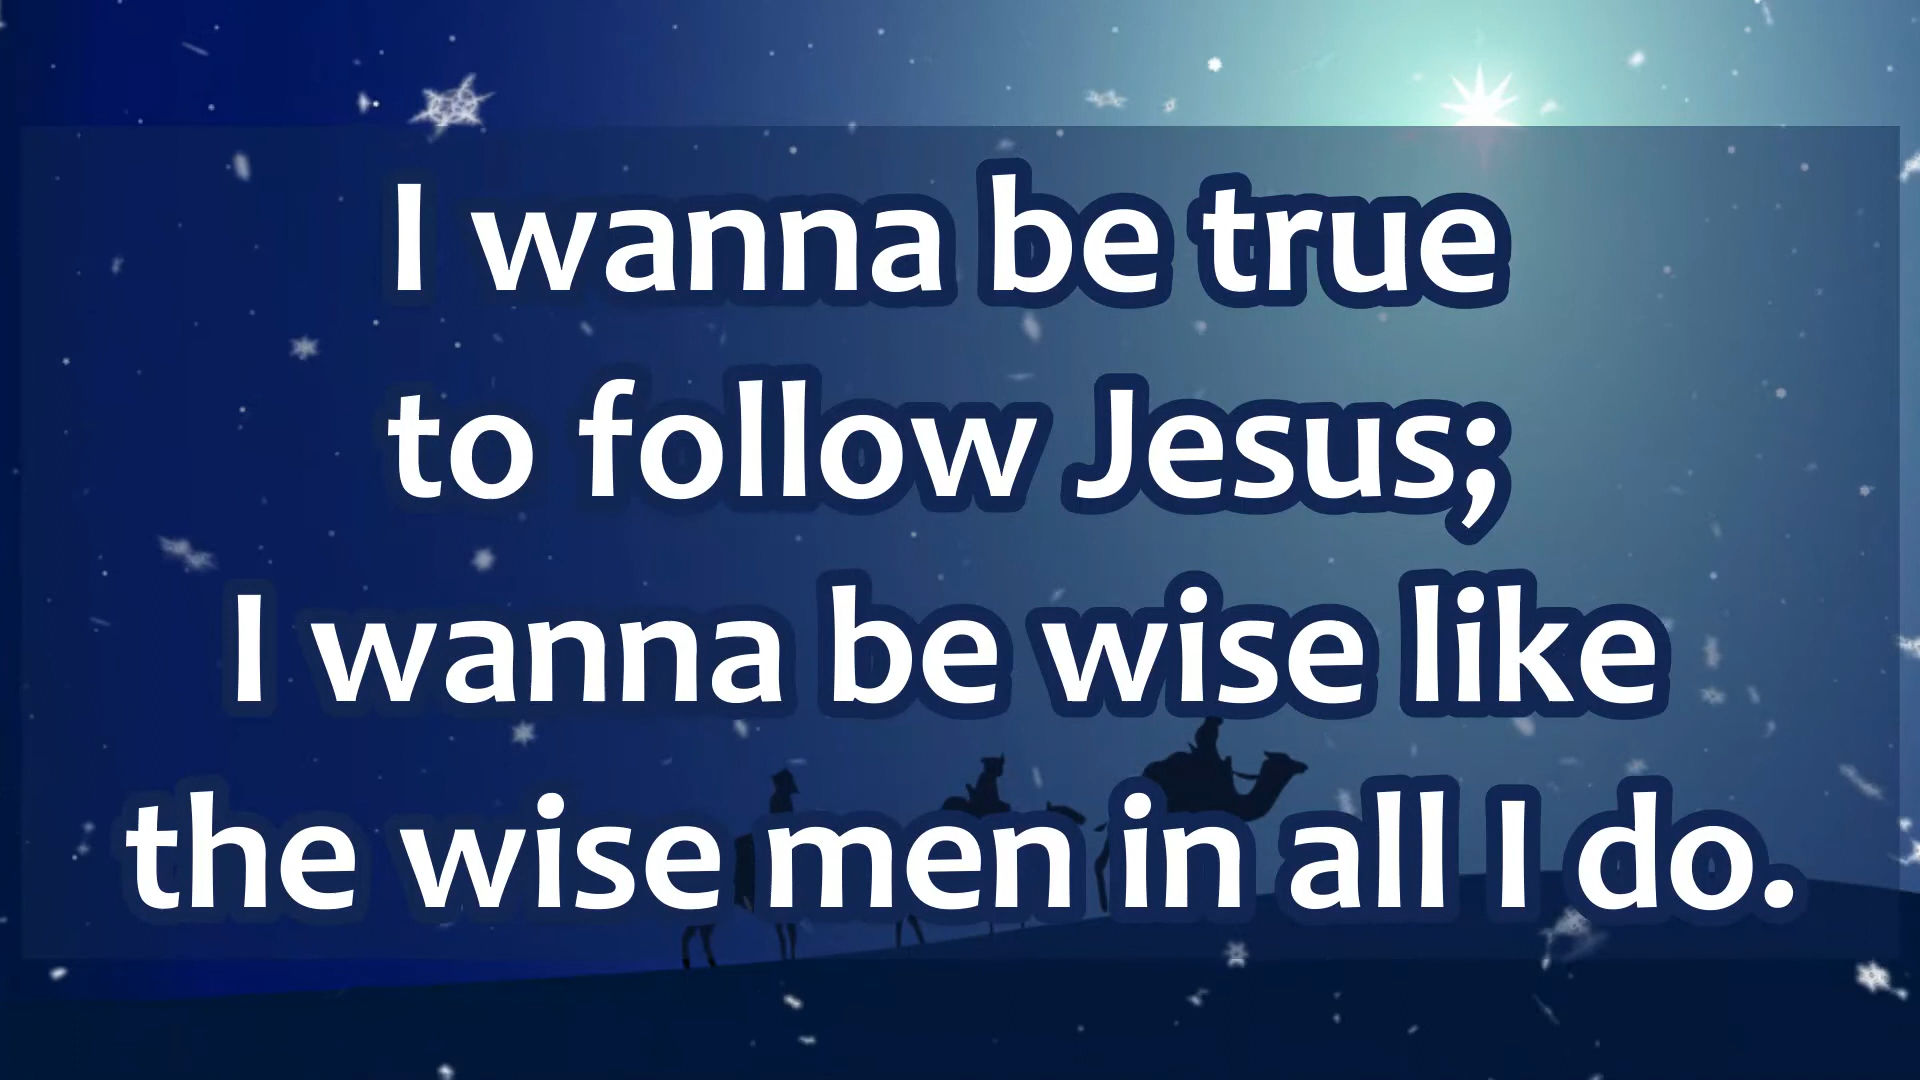 I wanna be true
to follow Jesus;
I wanna be wise like
the wise men in all I do.